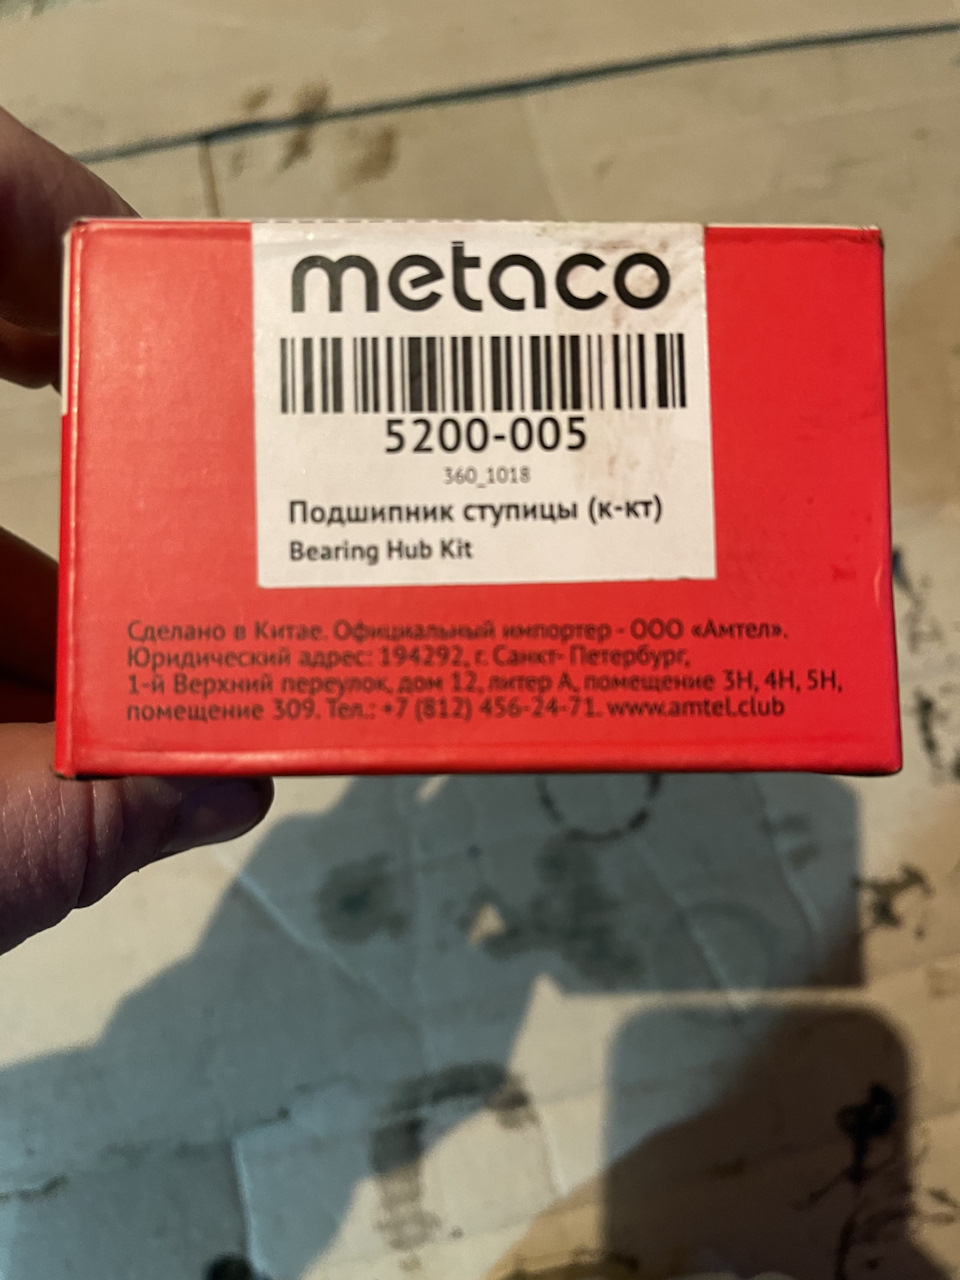 metaco
5200-005
360_1018
Подшипник ступицы (к-кт)
Bearing Hub Kit
Сделано в Китае. Официальный импортер - ООО «Амтел».
Юридический адрес: 194292, г. Санкт- Петербург,
1-й Верхний переулок, дом 12, литер А, помещение 3Н, 4Н, 5Н,
помещение 309. Тел.: +7 (812) 456-24-71. www.amtel.club